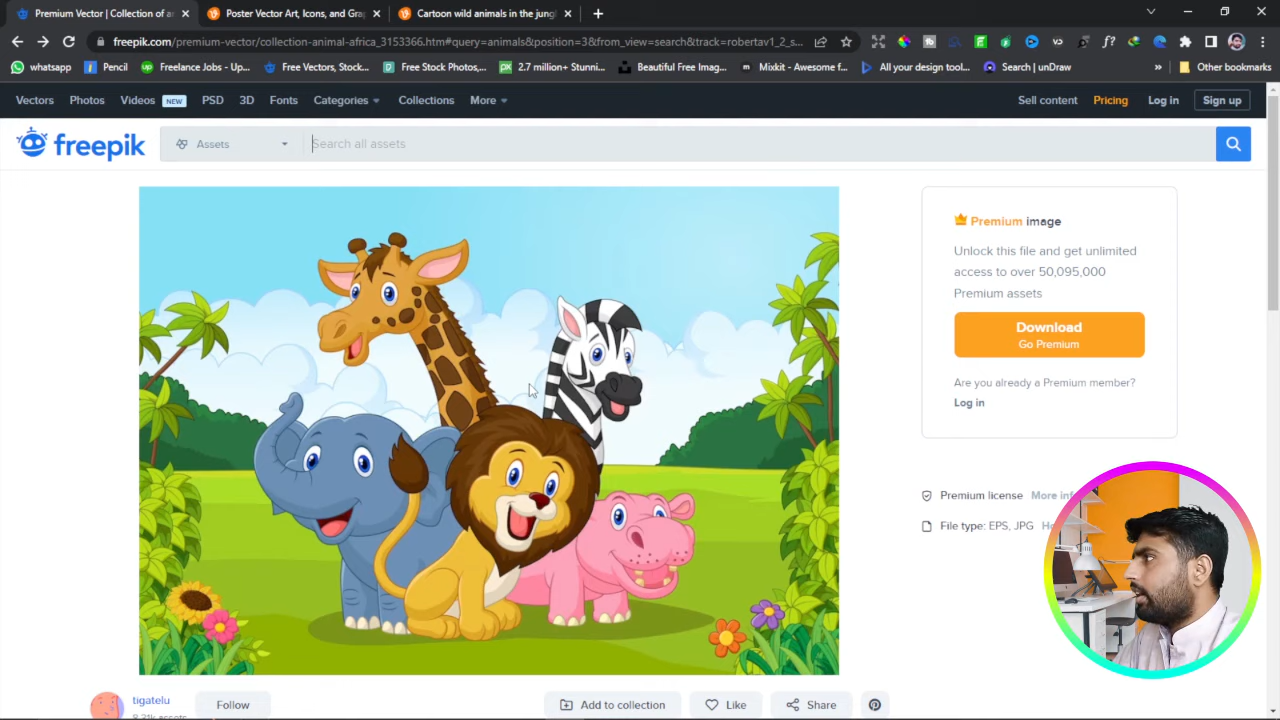 Premium Vector | Collection of an
Poster Vector Art, Icons, and Grap
Cartoon wild animals in the jungl
freepik.com/premium-vector/collection-animal-africa_3153366.htm#query=animals&position=3&from_view=search&track=robertav1_2_s...
whatsapp
Pencil
Freelance Jobs - Up...
Free Vectors, Stock...
Free Stock Photos,...
2.7 million+ Stunni...
Beautiful Free Imag...
Mixkit - Awesome f...
All your design tool...
Search | unDraw
»
Other bookmarks
Vectors
Photos
Videos NEW
PSD
3D
Fonts
Categories
Collections
More
Sell content
Pricing
Log in
Sign up
freepik
Assets
Search all assets
Premium image
Unlock this file and get unlimited
access to over 50,095,000
Premium assets
Download
Go Premium
Are you already a Premium member?
Log in
Premium license More inf
File type: EPS, JPG
tigatelu
Follow
Add to collection
Like
Share